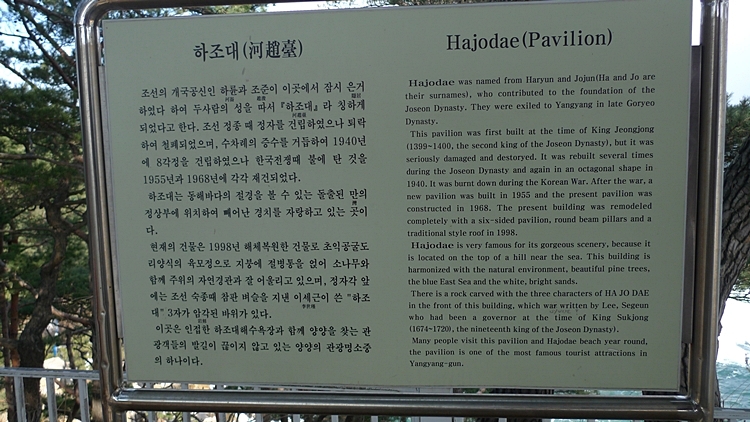 하조대(河趙臺)
조선의 개국공신인 하륜과 조준이 이곳에서 잠시 은거
하였다 하여 두사람의 성을 따서 『하조대』라 칭하게
되었다고 한다. 조선 정종 때 정자를 건립하였으나 퇴락
하여 철폐되었으며, 수차례의 중수를 거듭하여 1940년
에 8각정을 건립하였으나 한국전쟁때 불에 탄 것을
1955년과 1968년에 각각 재건되었다.
하조대는 동해바다의 절경을 볼 수 있는 돌출된 만의
정상부에 위치하여 빼어난 경치를 자랑하고 있는 곳이
다.
현재의 건물은 1998년 해체복원한 건물로 초익공굴도
리양식의 육모정으로 지붕에 절병통을 얹어 소나무와
함께 주위의 자연경관과 잘 어울리고 있으며, 정자각 앞
에는 조선 숙종때 참판 벼슬을 지낸 이세근이 쓴 "하조
대" 3자가 암각된 바위가 있다.
이곳은 인접한 하조대해수욕장과 함께 양양을 찾는 관
광객들의 발길이 끊이지 않고 있는 양양의 관광명소중
의 하나이다.
Hajodae(Pavilion)
Hajodae was named from Haryun and Jojun(Ha and Jo are
their surnames), who contributed to the foundation of the
Joseon Dynasty. They were exiled to Yangyang in late Goryeo
Dynasty.
This pavilion was first built at the time of King Jeongjong
(1399~1400, the second king of the Joseon Dynasty), but it was
seriously damaged and destoryed. It was rebuilt several times
during the Joseon Dynasty and again in an octagonal shape in
1940. It was burnt down during the Korean War. After the war, a
new pavilion was built in 1955 and the present pavilion was
constructed in 1968. The present building was remodeled
completely with a six-sided pavilion, round beam pillars and a
traditional style roof in 1998.
Hajodae is very famous for its gorgeous scenery, because it
is located on the top of a hill near the sea. This building is
harmonized with the natural environment, beautiful pine trees,
the blue East Sea and the white, bright sands.
There is a rock carved with the three characters of HA JO DAE
in the front of this building, which war written by Lee, Segeun
who had been a governor at the time of King Sukjong
(1674~1720, the nineteenth king of the Joseon Dynasty).
Many people visit this pavilion and Hajodae beach year round,
the pavilion is one of the most famous tourist attractions in
Yangyang-gun.